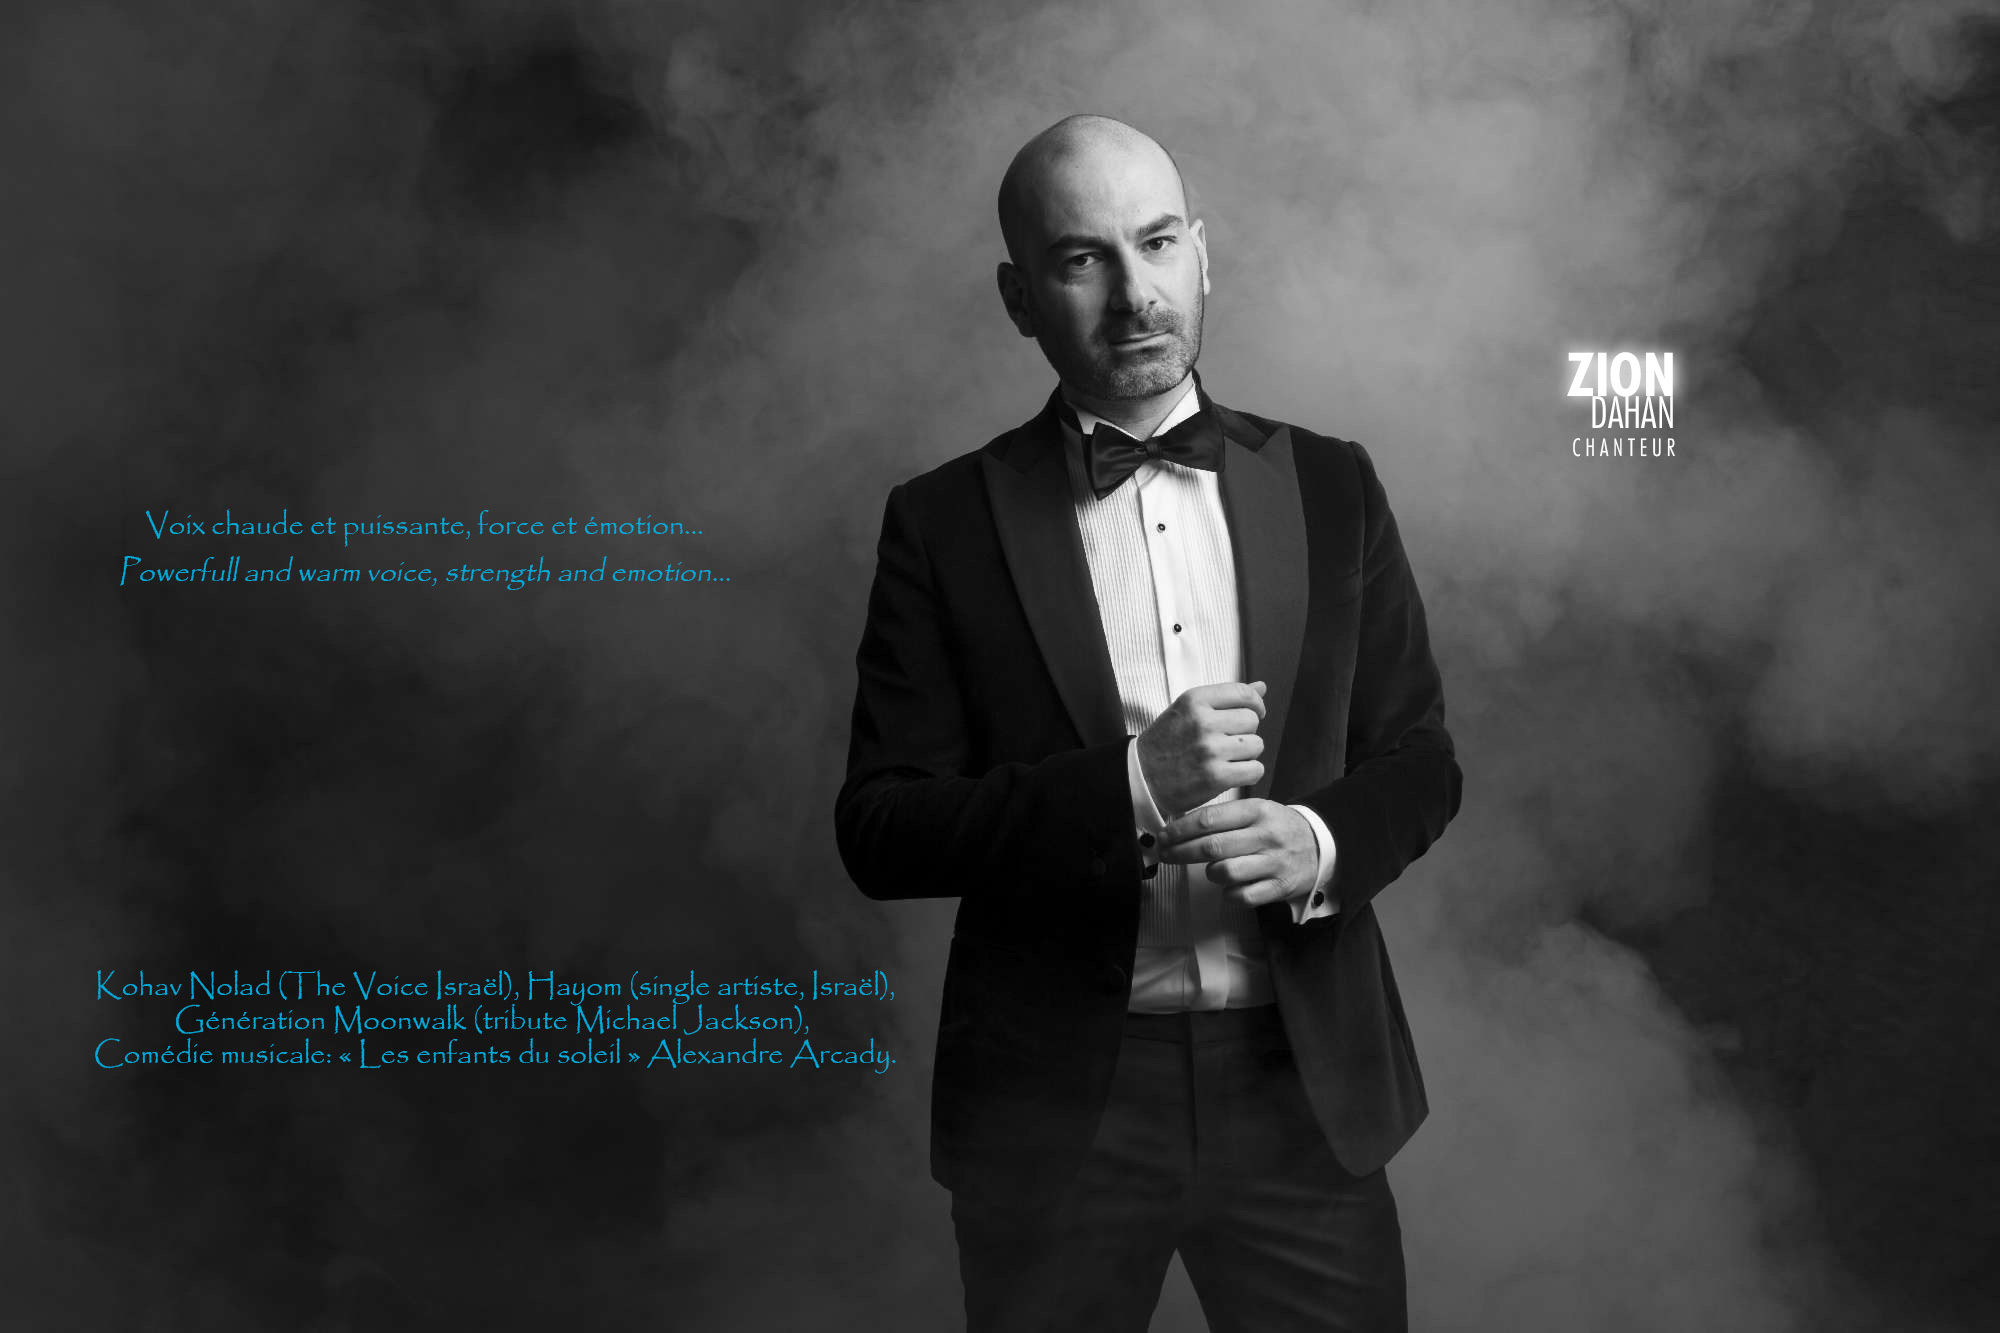 ZION
DAHAN
CHANTEUR
Voix chaude et puissante, force et émotion...
Powerfull and warm voice, strength and emotion...
Kohav Nolad (The Voice Israël), Hayom (single artiste, Israël),
Génération Moonwalk (tribute Michael Jackson),
Comédie musicale: « Les enfants du soleil » Alexandre Arcady.